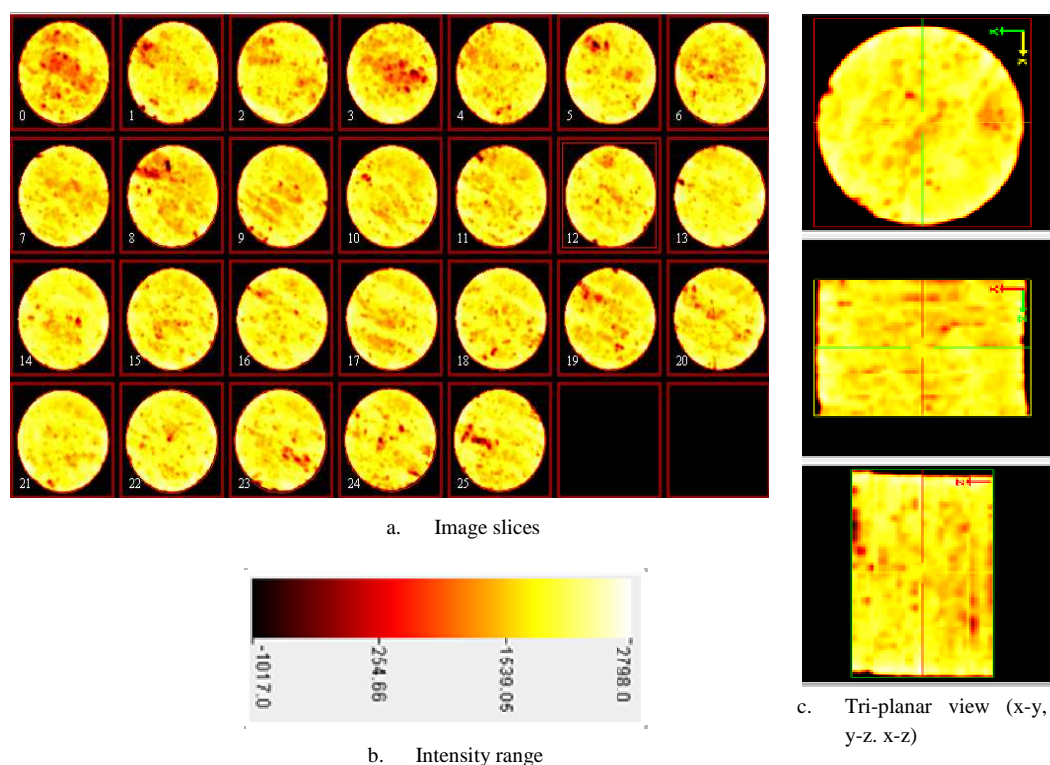 0 1 2 3 4 5 6
7 8 9 10 11 12 13
14 15 16 17 18 19 20
21 22 23 24 25
a. Image slices
-1017.0 -254.66 -1539.05 -2798.0
b. Intensity range
c. Tri-planar view (x-y,
y-z. x-z)